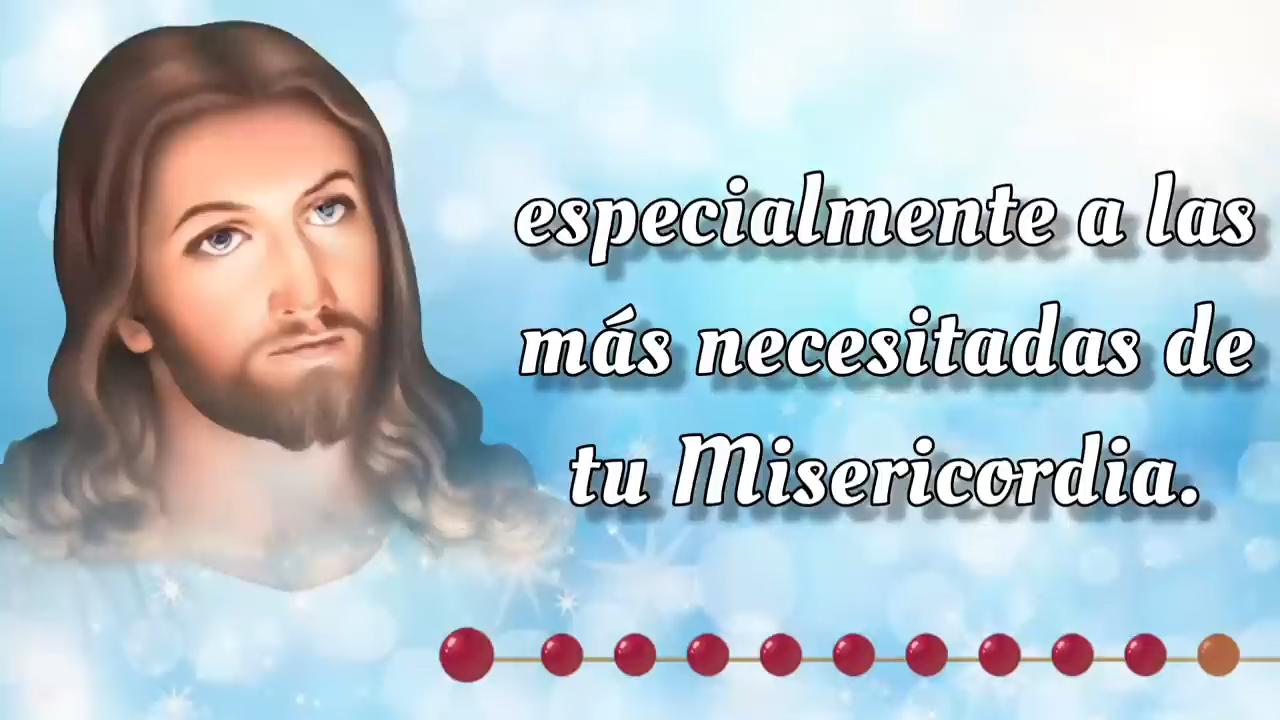 especialmente a las
más necesitadas de
tu Misericordia.